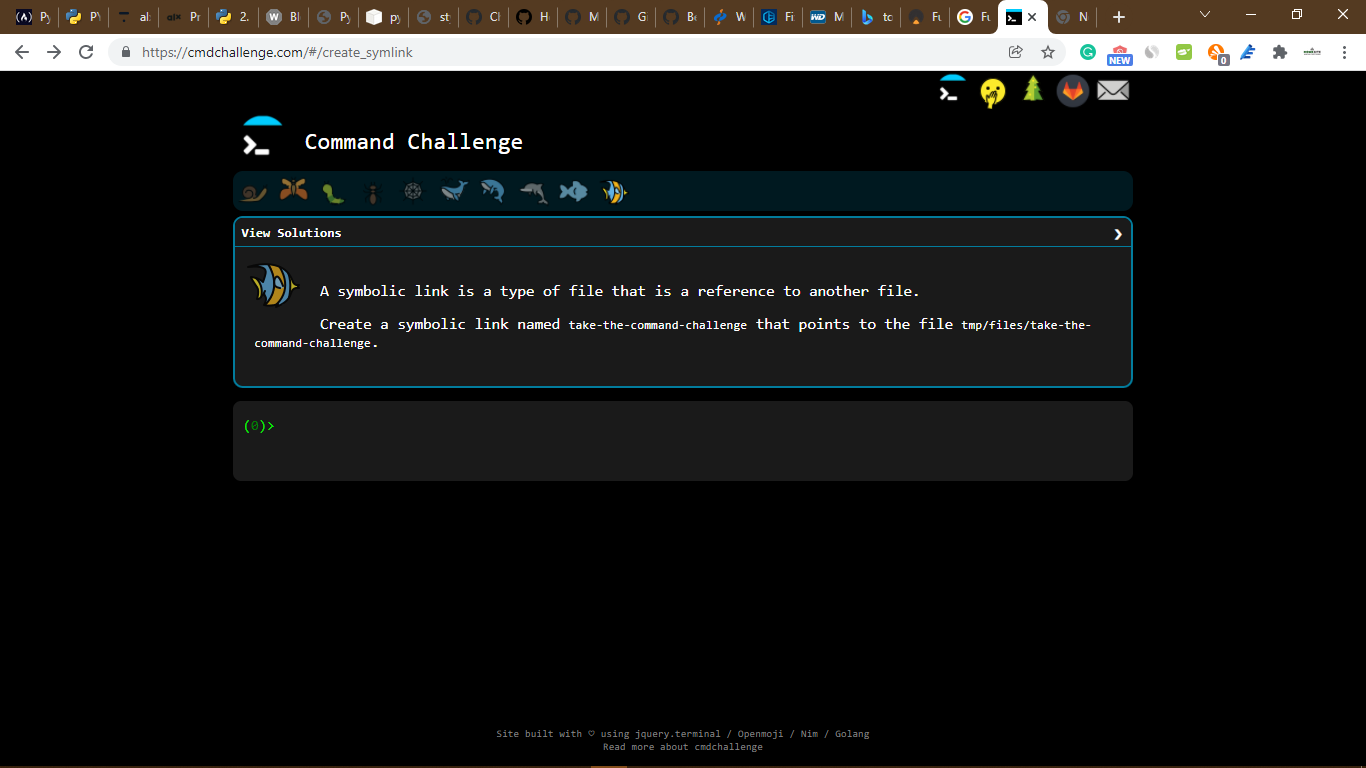 Py
PY
al:
Pr
2.
Bl
Py
py
st
Cl
H
M
G
Be
W
Fi
M
tc
Fu
Fu
N
https://cmdchallenge.com/#/create_symlink
NEW
0
Command Challenge
View Solutions
A symbolic link is a type of file that is a reference to another file.
Create a symbolic link named take-the-command-challenge that points to the file tmp/files/take-the-
command-challenge.
(0)>
Site built with ♡ using jquery.terminal / Openmoji / Nim / Golang
Read more about cmdchallenge